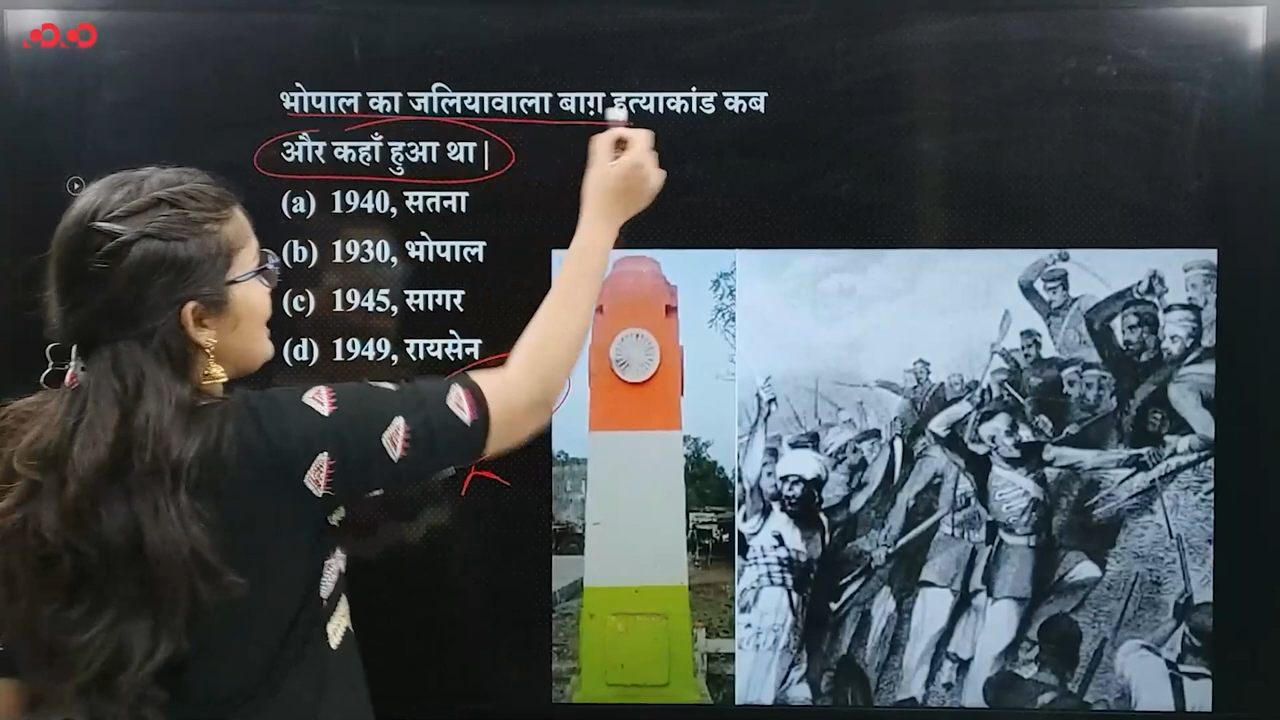 भोपाल का जलियावाला बाग़ हत्याकांड कब
और कहाँ हुआ था |
(a) 1940, सतना
(b) 1930, भोपाल
(c) 1945, सागर
(d) 1949, रायसेन